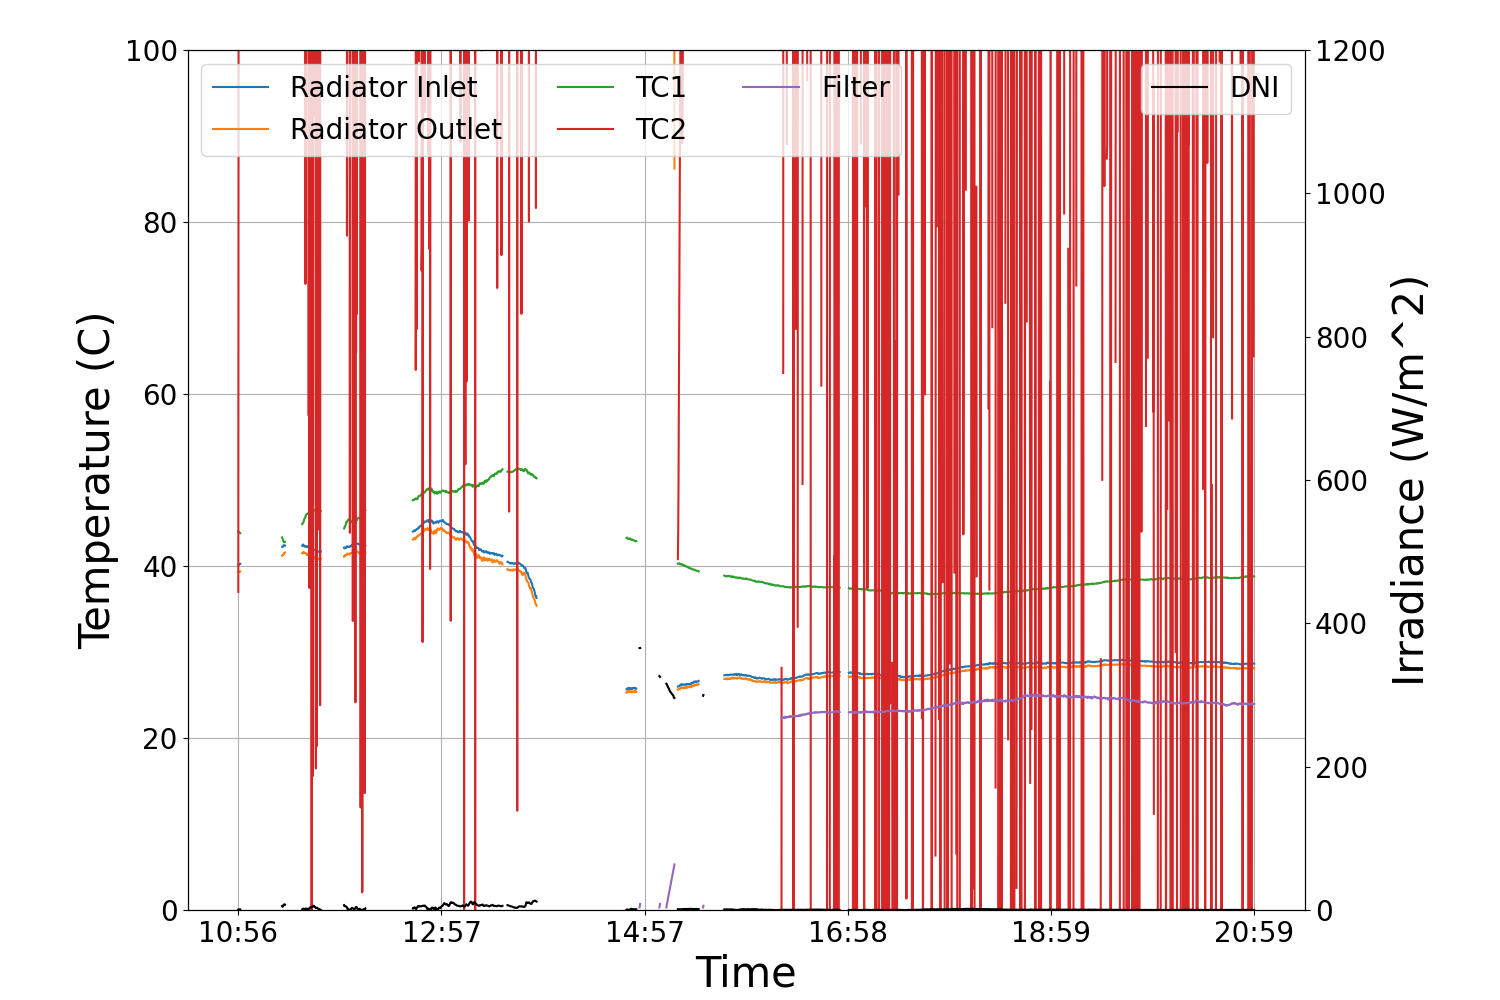 100
80
60
40
20
0
Temperature (C)
Radiator Inlet
Radiator Outlet
TC1
TC2
Filter
DNI
1200
1000
800
600
400
200
0
Irradiance (W/m^2)
10:56
12:57
14:57
16:58
18:59
20:59
Time